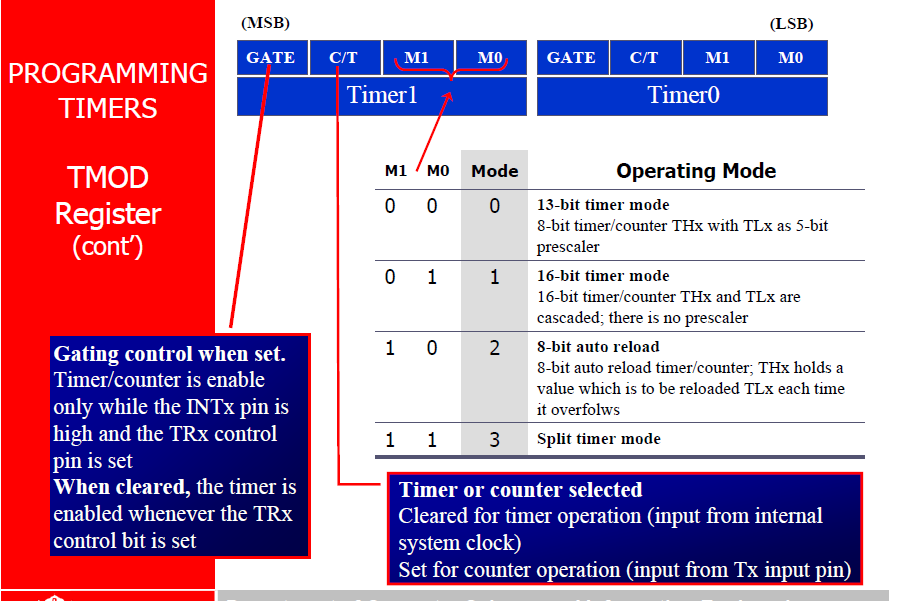 (MSB) (LSB)
GATE C/T M1 M0 GATE C/T M1 M0
Timer1 Timer0
PROGRAMMING
TIMERS
TMOD
Register
(cont’)
M1 M0 Mode Operating Mode
0 0 0 13-bit timer mode
8-bit timer/counter THx with TLx as 5-bit
prescaler
0 1 1 16-bit timer mode
16-bit timer/counter THx and TLx are
cascaded; there is no prescaler
1 0 2 8-bit auto reload
8-bit auto reload timer/counter; THx holds a
value which is to be reloaded TLx each time
it overfolws
1 1 3 Split timer mode
Gating control when set.
Timer/counter is enable
only while the INTx pin is
high and the TRx control
pin is set
When cleared, the timer is
enabled whenever the TRx
control bit is set
Timer or counter selected
Cleared for timer operation (input from internal
system clock)
Set for counter operation (input from Tx input pin)